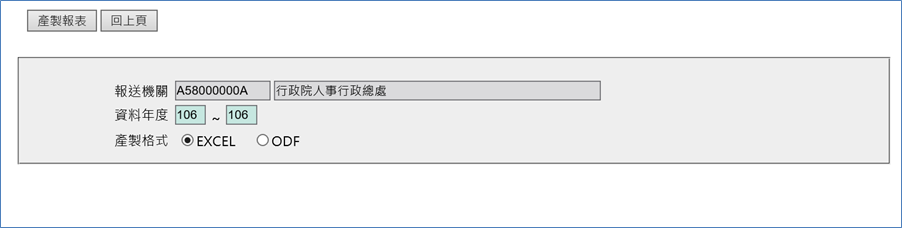 產製報表 回上頁
報送機關 A58000000A 行政院人事行政總處
資料年度 106 ~ 106
產製格式 EXCEL ODF